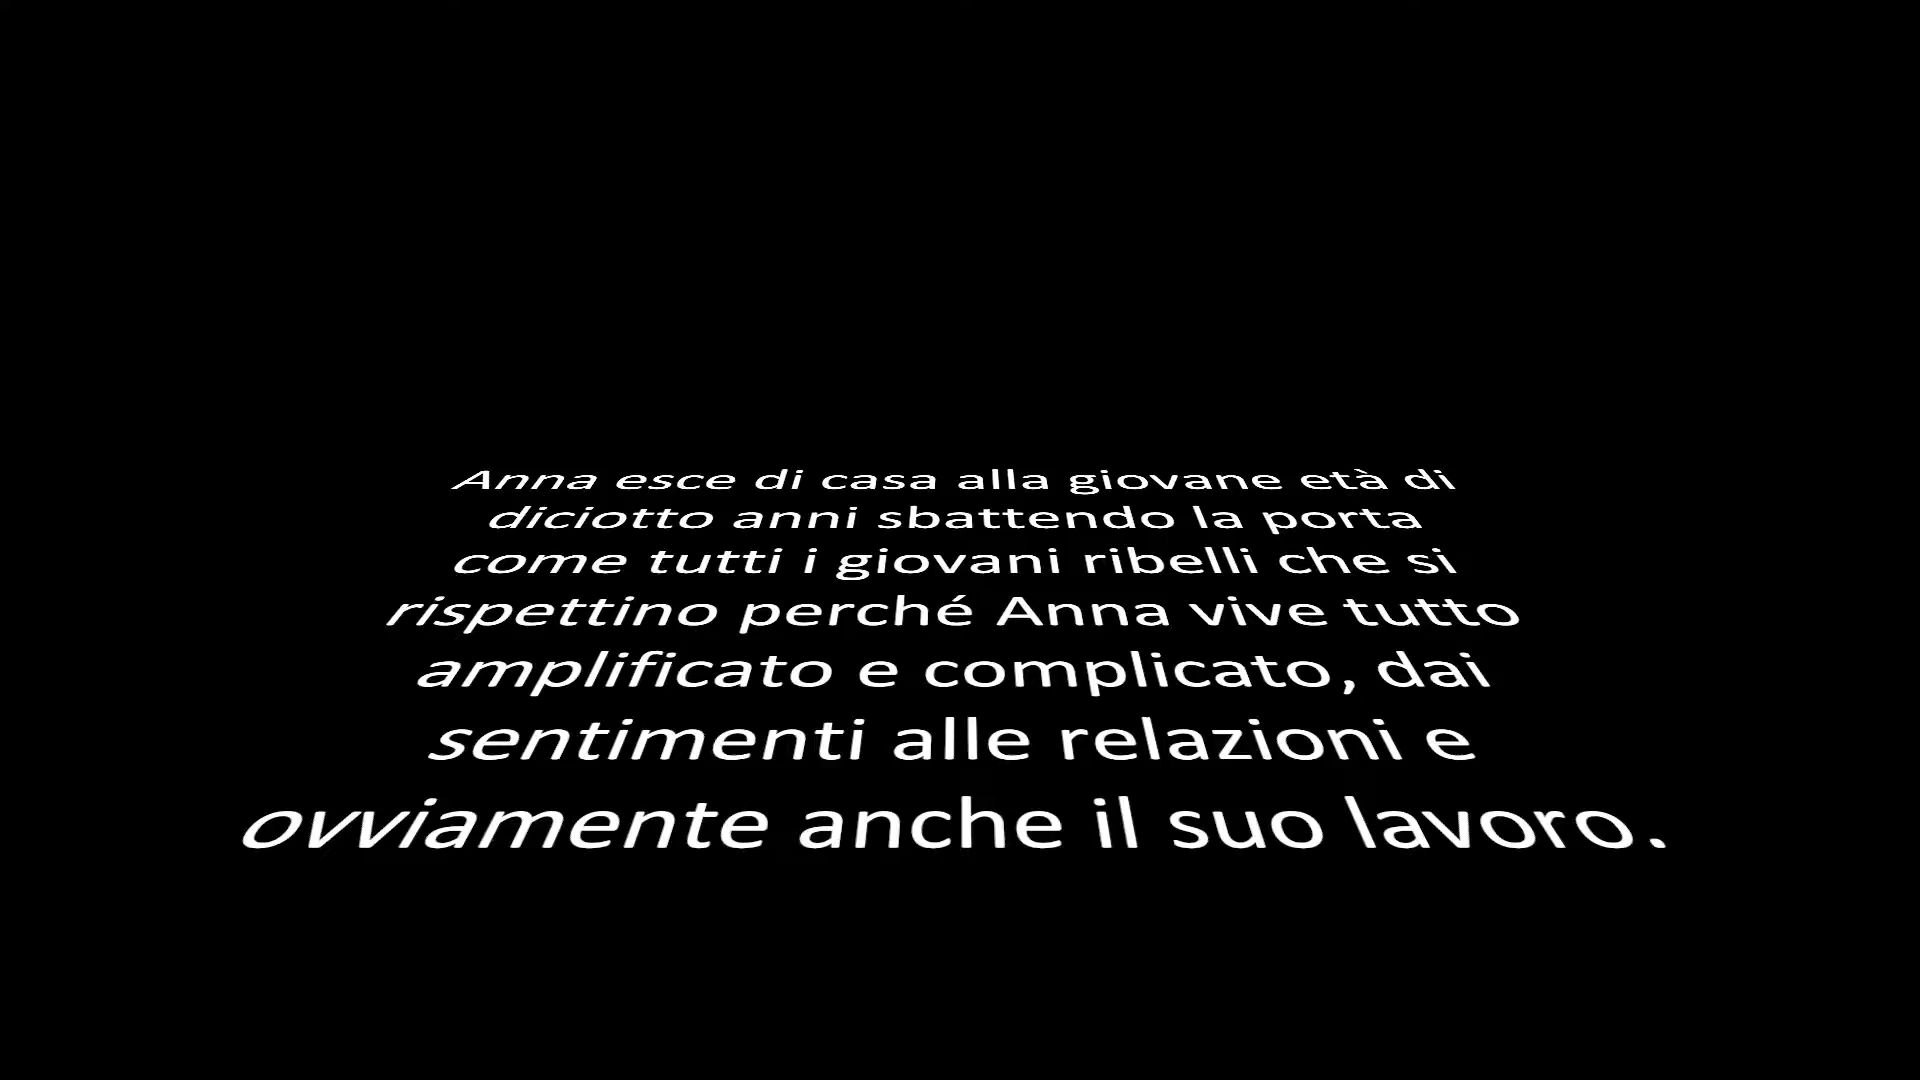 Anna esce di casa alla giovane età di
diciotto anni sbattendo la porta
come tutti i giovani ribelli che si
rispettino perché Anna vive tutto
amplificato e complicato, dai
sentimenti alle relazioni e
ovviamente anche il suo lavoro.